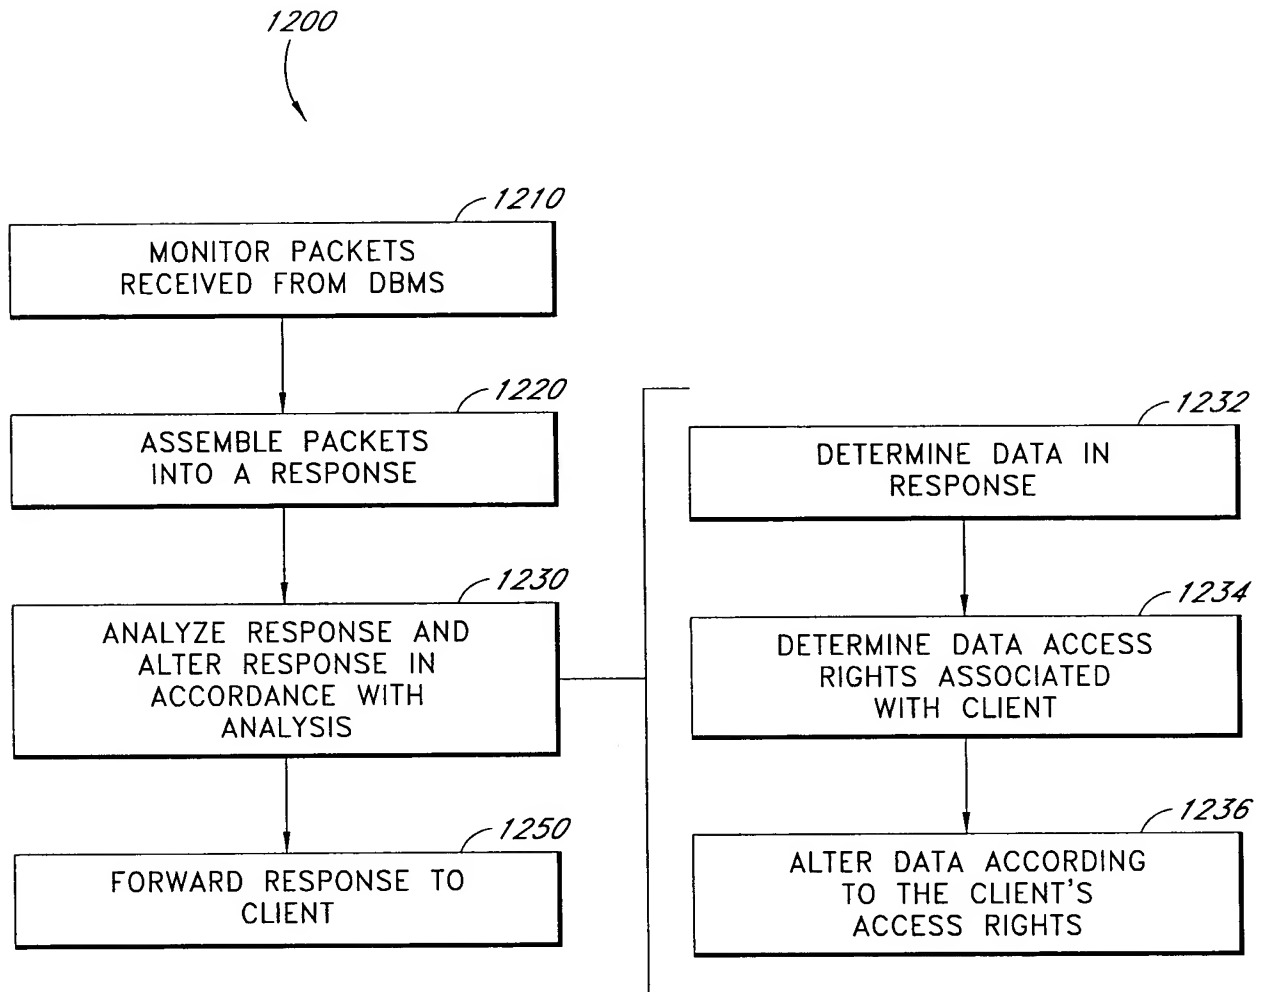 1200
1210
MONITOR PACKETS
RECEIVED FROM DBMS
1220
ASSEMBLE PACKETS
INTO A RESPONSE
1230
ANALYZE RESPONSE AND
ALTER RESPONSE IN
ACCORDANCE WITH
ANALYSIS
1250
FORWARD RESPONSE TO
CLIENT
1232
DETERMINE DATA IN
RESPONSE
1234
DETERMINE DATA ACCESS
RIGHTS ASSOCIATED
WITH CLIENT
1236
ALTER DATA ACCORDING
TO THE CLIENT'S
ACCESS RIGHTS